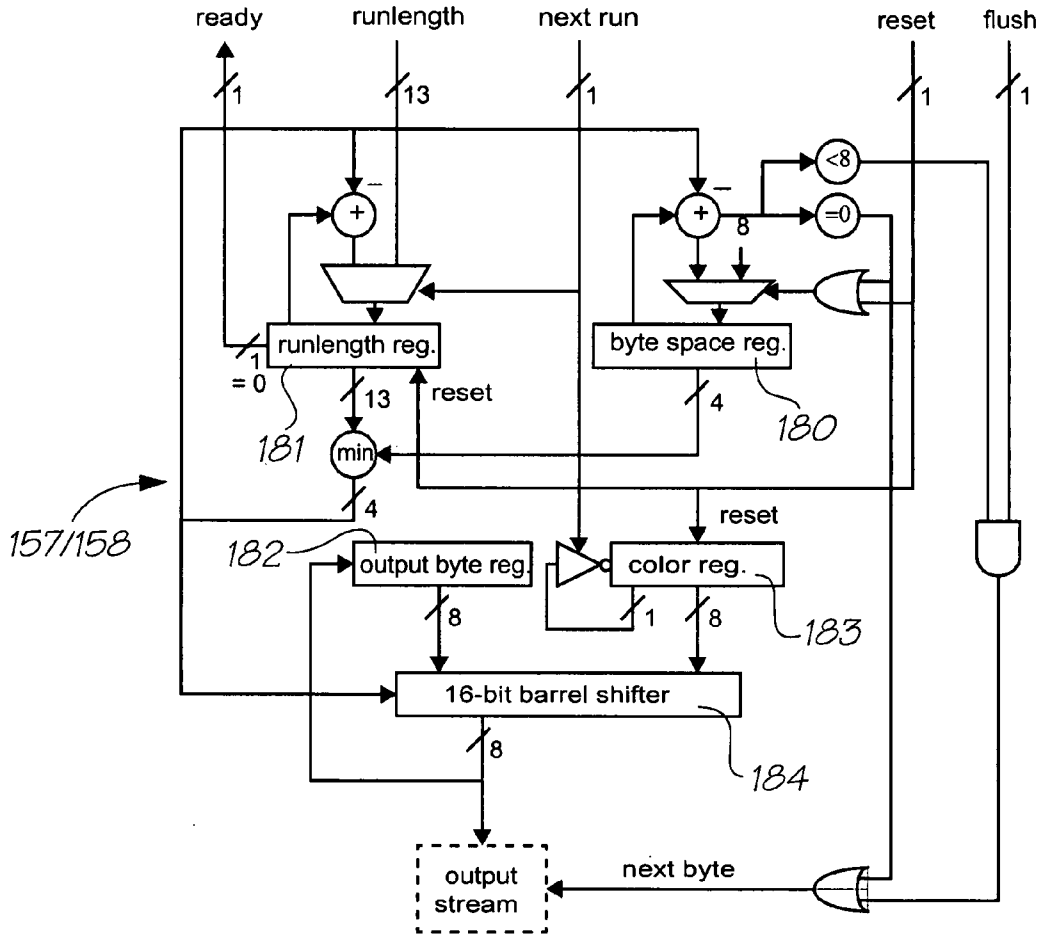 ready
runlength
next run
reset
flush
1
13
1
1
1
−
−
<8
+
+
=0
8
runlength reg.
byte space reg.
1
= 0
13
reset
4
181
180
min
4
reset
157/158
182
output byte reg.
color reg.
8
1
8
183
16-bit barrel shifter
8
184
next byte
output
stream